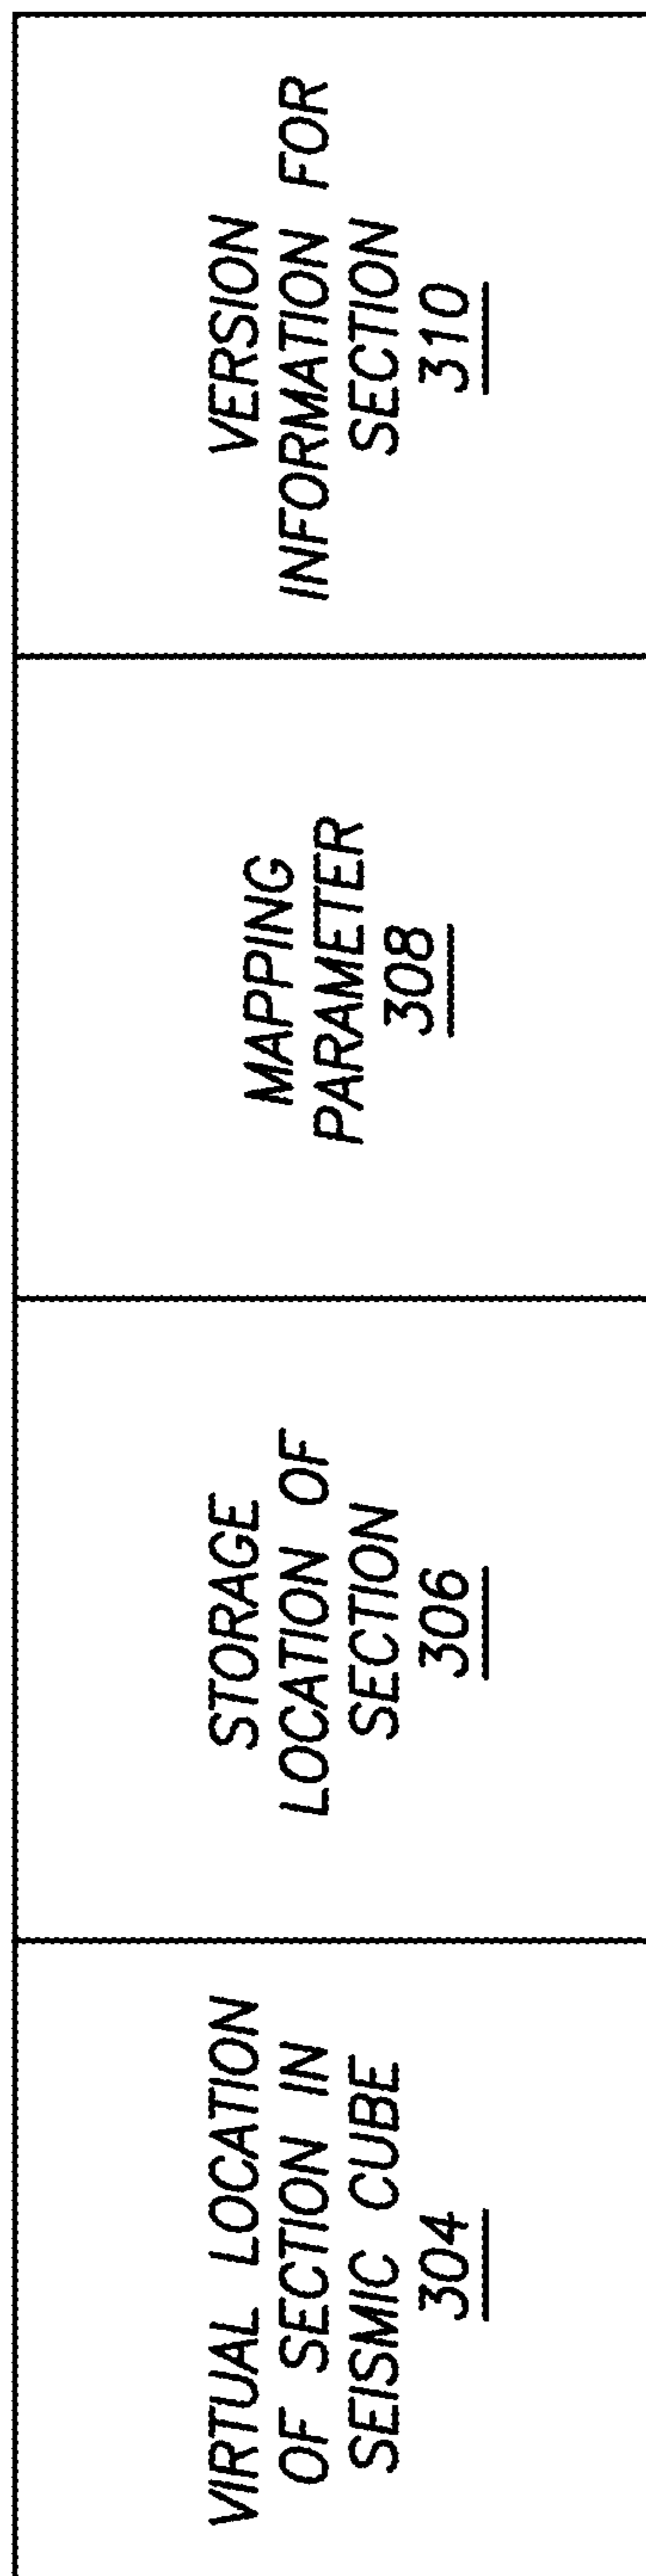 VIRTUAL LOCATION
OF SECTION IN
SEISMIC CUBE
304
STORAGE
LOCATION OF
SECTION
306
MAPPING
PARAMETER
308
VERSION
INFORMATION FOR
SECTION
310